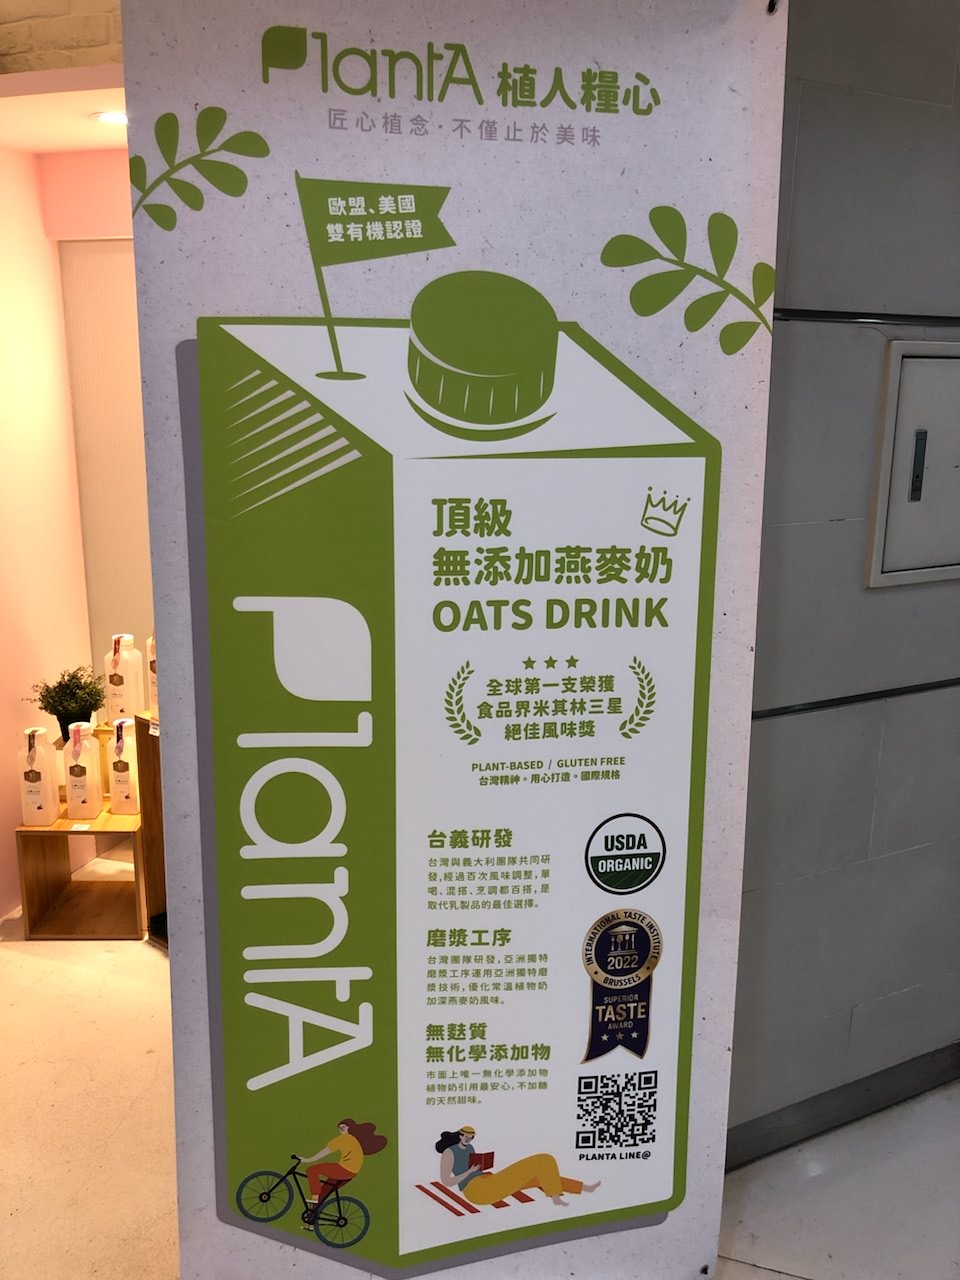 PlantA 植人糧心
匠心植念·不僅止於美味
歐盟、美國
雙有機認證
頂級
無添加燕麥奶
OATS DRINK
全球第一支榮獲
食品界米其林三星
絕佳風味獎
PLANT-BASED / GLUTEN FREE
台灣精神。用心打造。國際規格
PlantA
台義研發
台灣與義大利團隊共同研
發,經過百次風味調整,單
喝、混搭、烹調都百搭,是
取代乳製品的最佳選擇。
USDA
ORGANIC
磨漿工序
台灣團隊研發,亞洲獨特
磨漿工序運用亞洲獨特磨
漿技術,優化常溫植物奶
加深燕麥奶風味。
INTERNATIONAL TASTE INSTITUTE
2022
BRUSSELS
SUPERIOR
TASTE
AWARD
無麩質
無化學添加物
市面上唯一無化學添加物
植物奶引用最安心,不加糖
的天然甜味。
PLANTA LINE@